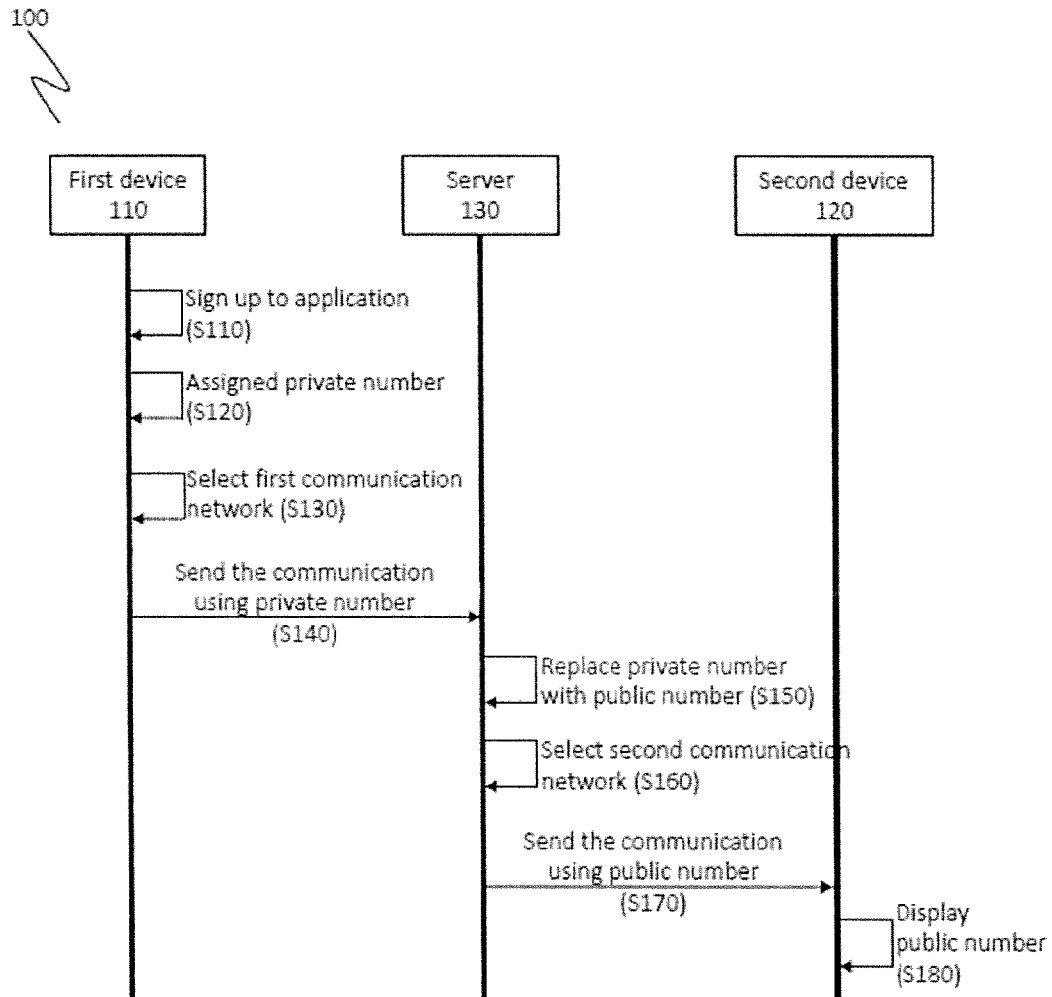 100
First device
110
Server
130
Second device
120
Sign up to application
(S110)
Assigned private number
(S120)
Select first communication
network (S130)
Send the communication
using private number
(S140)
Replace private number
with public number (S150)
Select second communication
network (S160)
Send the communication
using public number
(S170)
Display
public number
(S180)